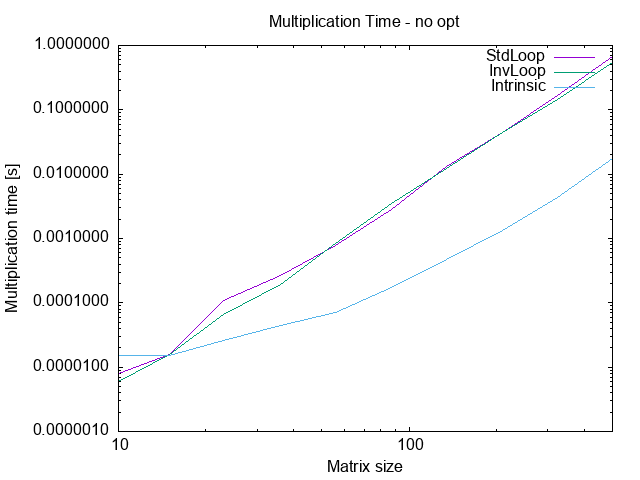 Multiplication Time - no opt
StdLoop
InvLoop
Intrinsic
1.0000000
0.1000000
0.0100000
0.0010000
0.0001000
0.0000100
0.0000010
Multiplication time [s]
10
100
Matrix size